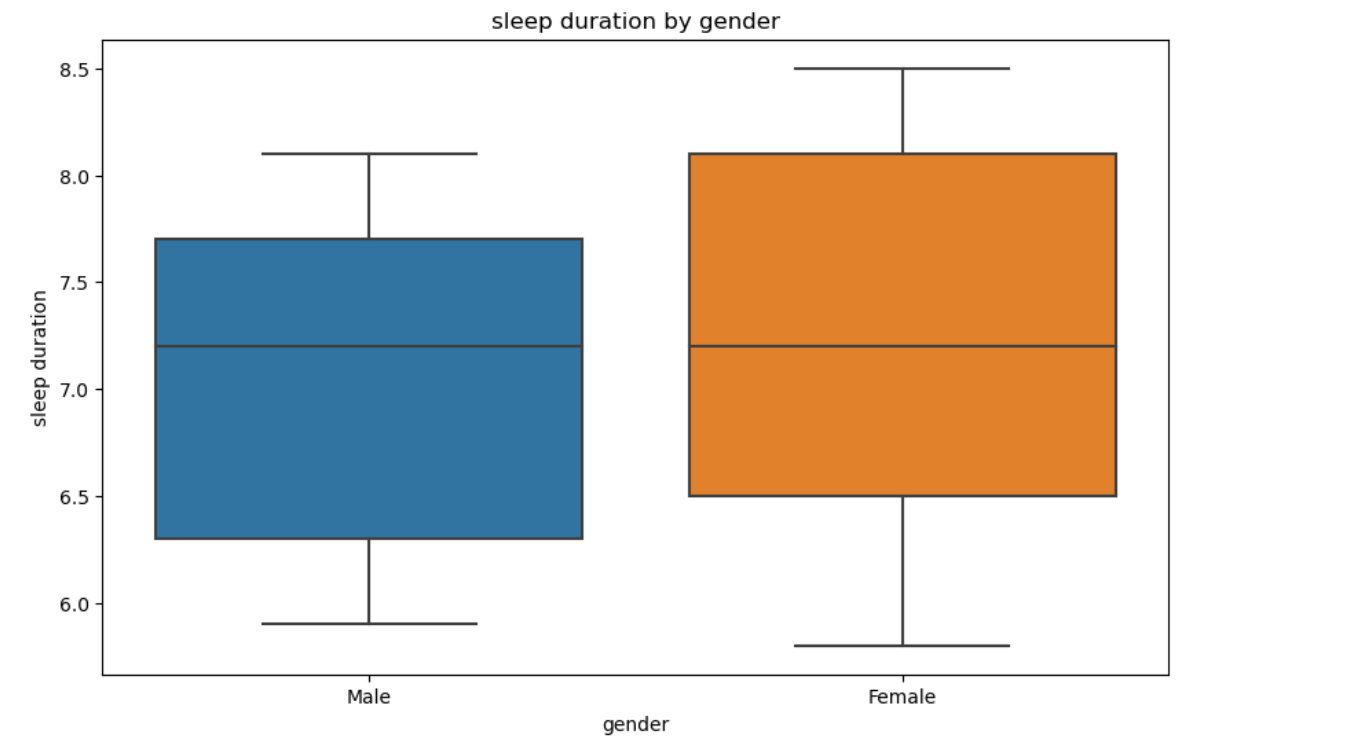 sleep duration by gender
8.5
8.0
7.5
7.0
6.5
6.0
sleep duration
Male
Female
gender